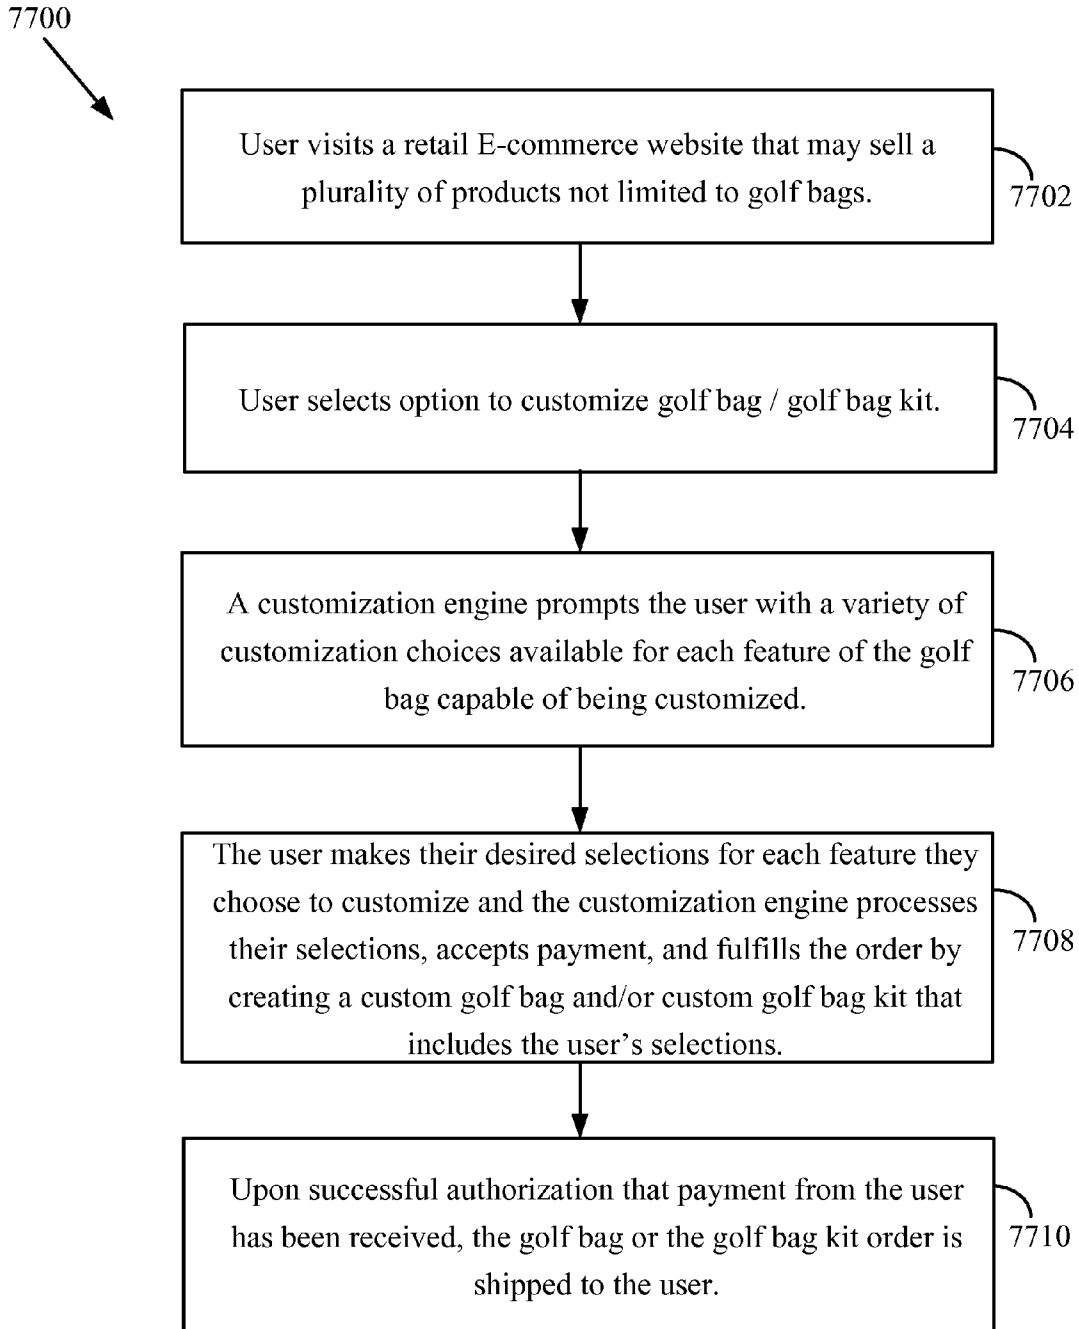 7700
User visits a retail E-commerce website that may sell a
plurality of products not limited to golf bags.
7702
User selects option to customize golf bag / golf bag kit.
7704
A customization engine prompts the user with a variety of
customization choices available for each feature of the golf
bag capable of being customized.
7706
The user makes their desired selections for each feature they
choose to customize and the customization engine processes
their selections, accepts payment, and fulfills the order by
creating a custom golf bag and/or custom golf bag kit that
includes the user’s selections.
7708
Upon successful authorization that payment from the user
has been received, the golf bag or the golf bag kit order is
shipped to the user.
7710